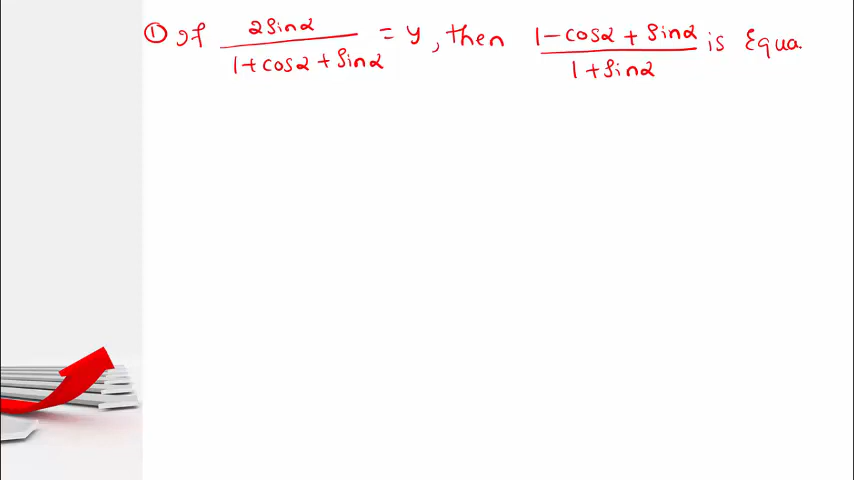 ① If 2sinα / 1+cosα+sinα = y, then 1-cosα+sinα / 1+sinα is Equa